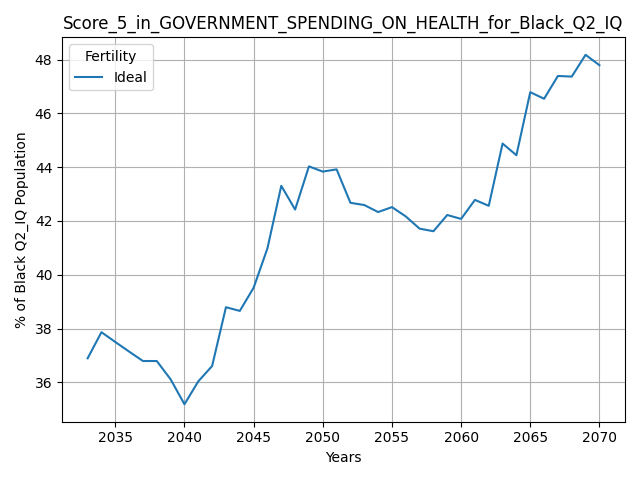 Score_5_in_GOVERNMENT_SPENDING_ON_HEALTH_for_Black_Q2_IQ
Fertility
Ideal
% of Black Q2_IQ Population
48
46
44
42
40
38
36
2035 2040 2045 2050 2055 2060 2065 2070
Years